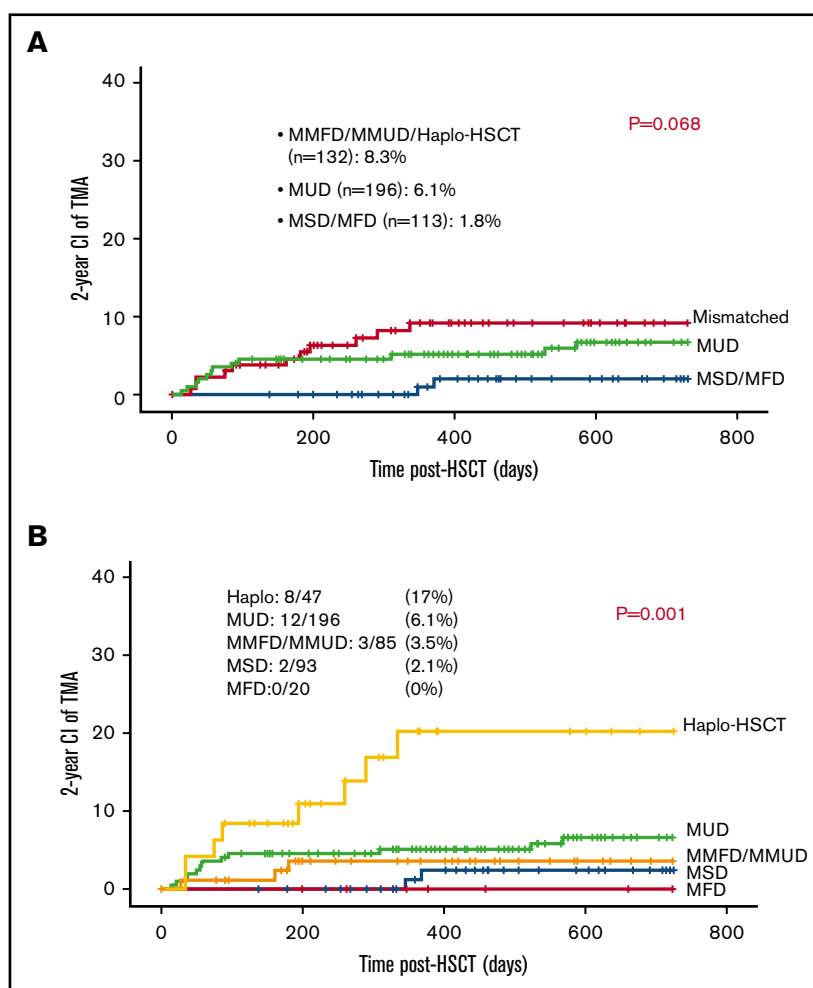 A
40
30
20
10
0
2-year CI of TMA
• MMFD/MMUD/Haplo-HSCT
(n=132): 8.3%
• MUD (n=196): 6.1%
• MSD/MFD (n=113): 1.8%
P=0.068
Mismatched
MUD
MSD/MFD
0 200 400 600 800
Time post-HSCT (days)
B
40
30
20
10
0
2-year CI of TMA
Haplo: 8/47 (17%)
MUD: 12/196 (6.1%)
MMFD/MMUD: 3/85 (3.5%)
MSD: 2/93 (2.1%)
MFD:0/20 (0%)
P=0.001
Haplo-HSCT
MUD
MMFD/MMUD
MSD
MFD
0 200 400 600 800
Time post-HSCT (days)